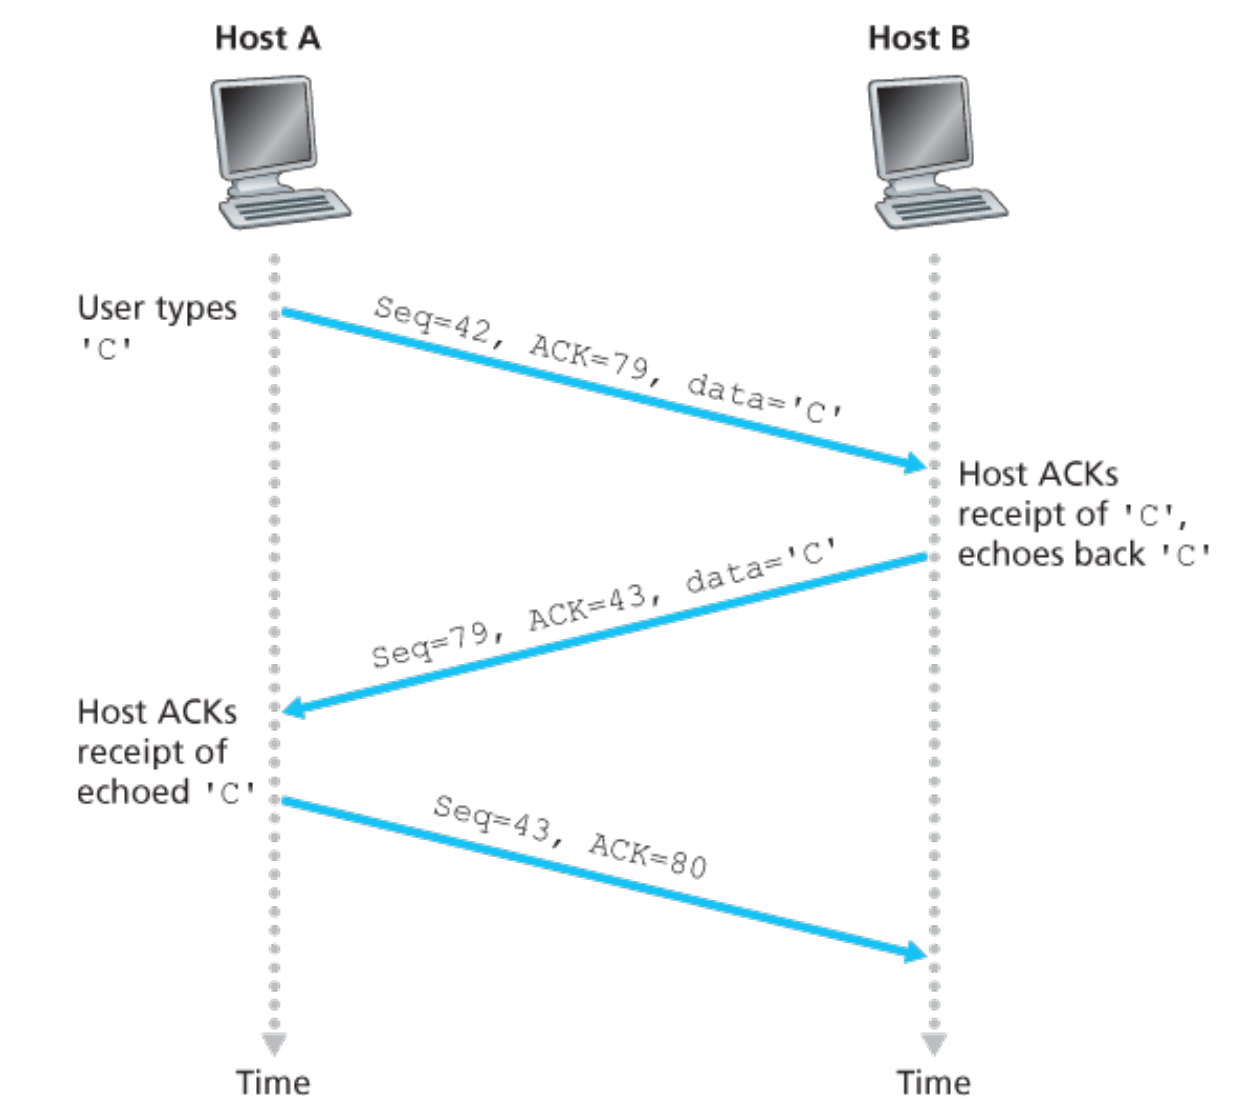 Host A
Host B
User types
'C'
Seq=42, ACK=79, data='C'
Host ACKs
receipt of 'C',
echoes back 'C'
Seq=79, ACK=43, data='C'
Host ACKs
receipt of
echoed 'C'
Seq=43, ACK=80
Time
Time